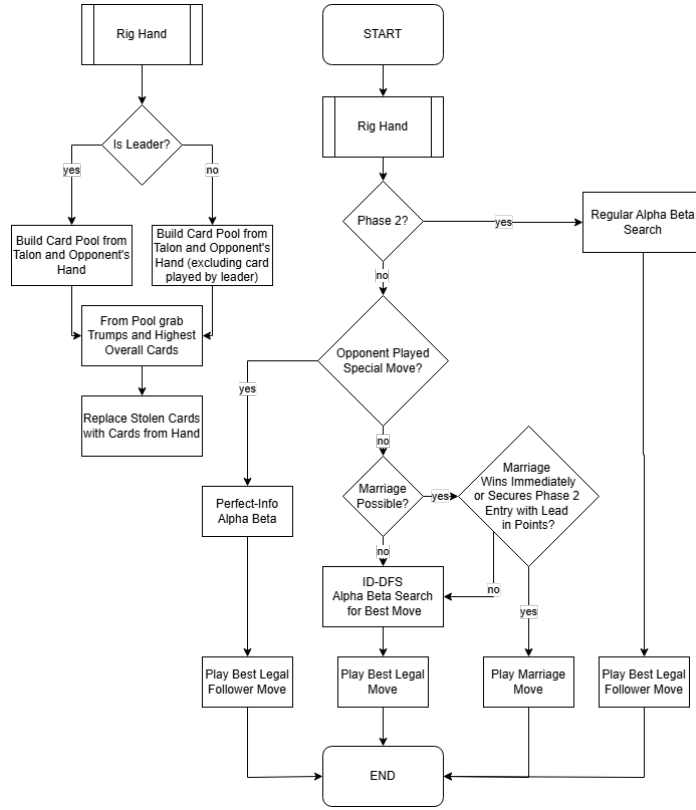 Rig Hand
Is Leader?
yes
no
Build Card Pool from
Talon and Opponent's
Hand
Build Card Pool from
Talon and Opponent's
Hand (excluding card
played by leader)
From Pool grab
Trumps and Highest
Overall Cards
Replace Stolen Cards
with Cards from Hand
START
Rig Hand
Phase 2?
yes
Regular Alpha Beta
Search
no
Opponent Played
Special Move?
yes
no
Perfect-Info
Alpha Beta
Marriage
Possible?
yes
Marriage
Wins Immediately
or Secures Phase 2
Entry with Lead
in Points?
no
no
yes
ID-DFS
Alpha Beta Search
for Best Move
Play Best Legal
Follower Move
Play Best Legal
Move
Play Marriage
Move
Play Best Legal
Follower Move
END